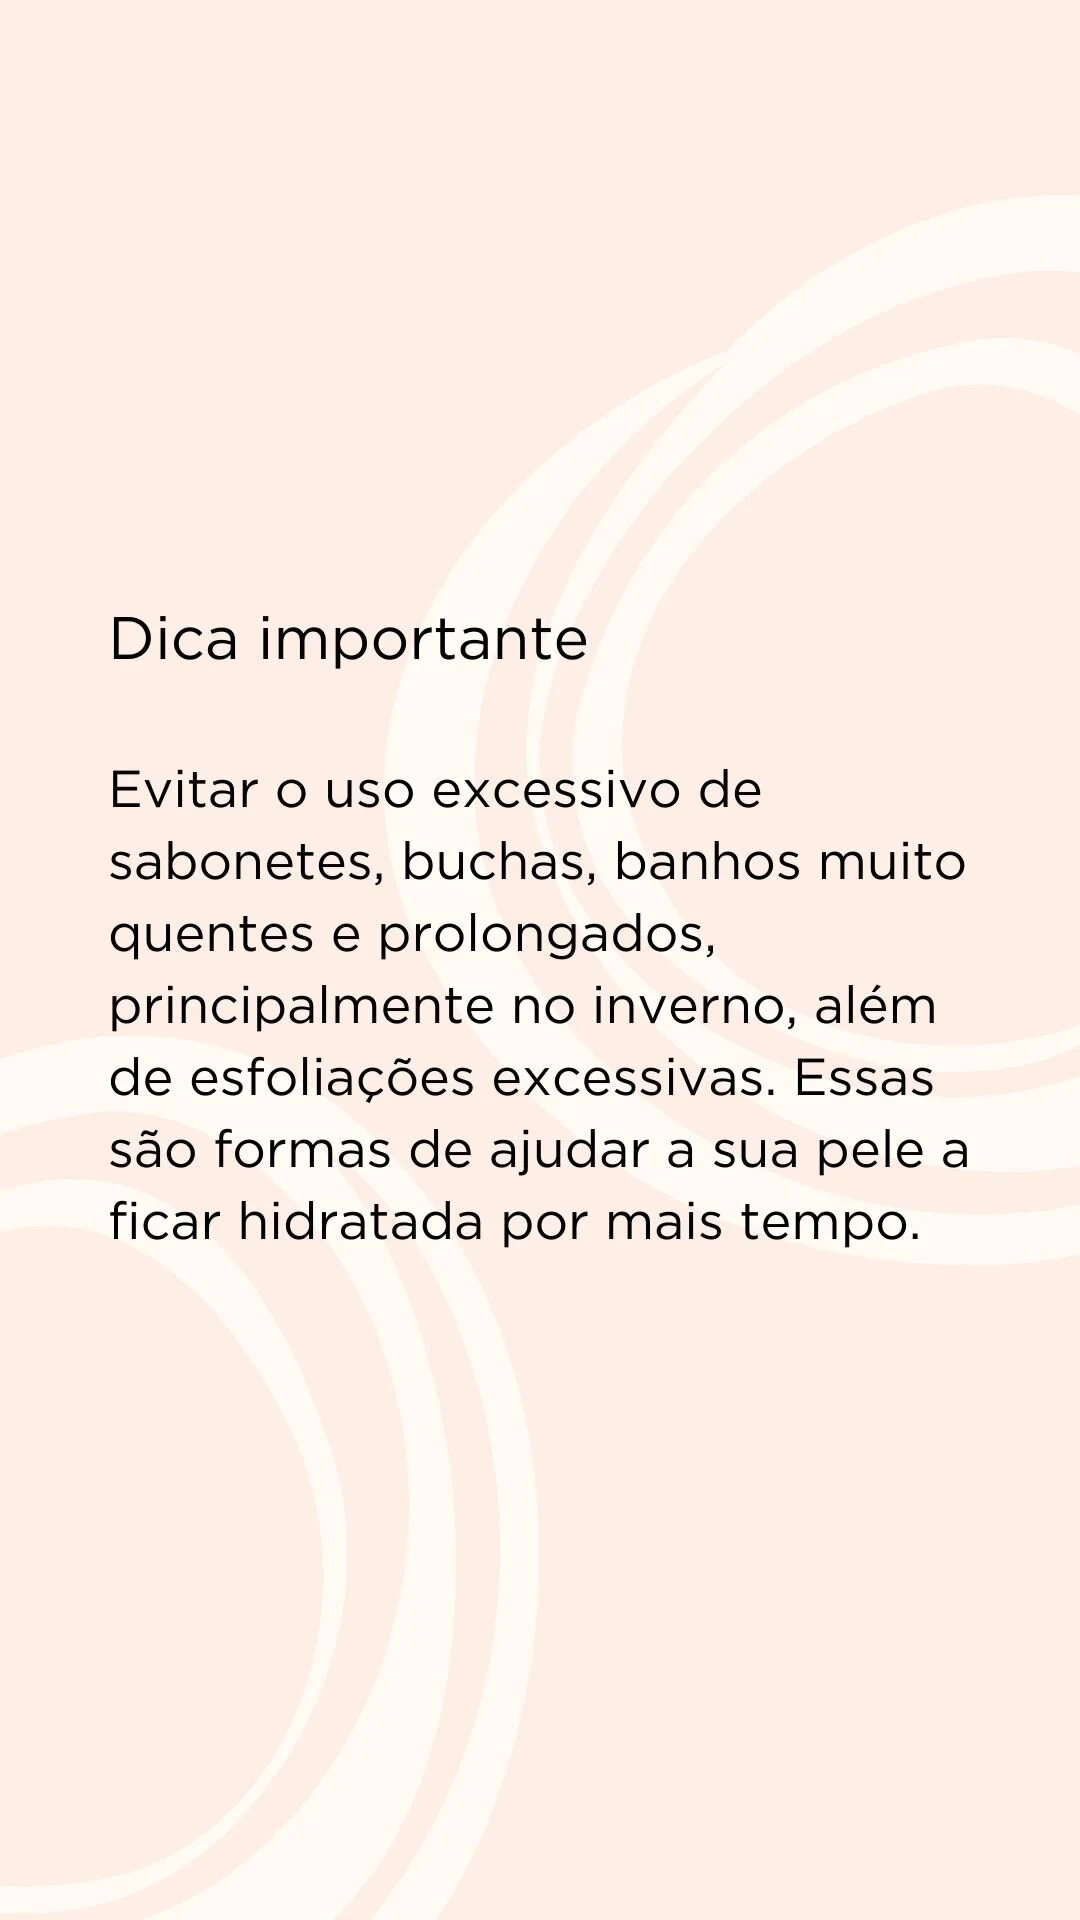 Dica importante
Evitar o uso excessivo de
sabonetes, buchas, banhos muito
quentes e prolongados,
principalmente no inverno, além
de esfoliações excessivas. Essas
são formas de ajudar a sua pele a
ficar hidratada por mais tempo.